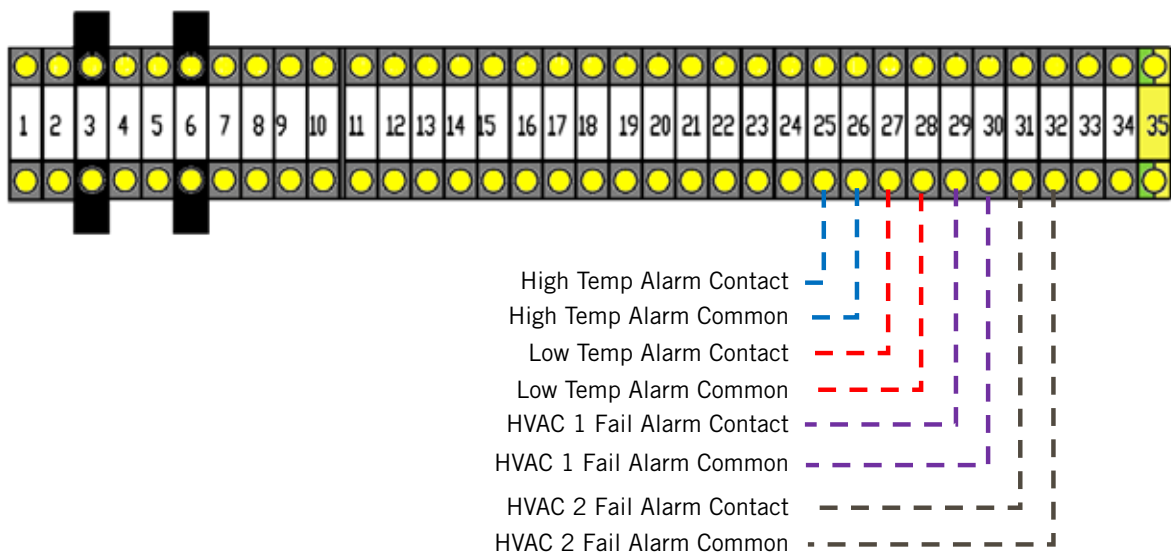 1 2 3 4 5 6 7 8 9 10 11 12 13 14 15 16 17 18 19 20 21 22 23 24 25 26 27 28 29 30 31 32 33 34 35
High Temp Alarm Contact
High Temp Alarm Common
Low Temp Alarm Contact
Low Temp Alarm Common
HVAC 1 Fail Alarm Contact
HVAC 1 Fail Alarm Common
HVAC 2 Fail Alarm Contact
HVAC 2 Fail Alarm Common